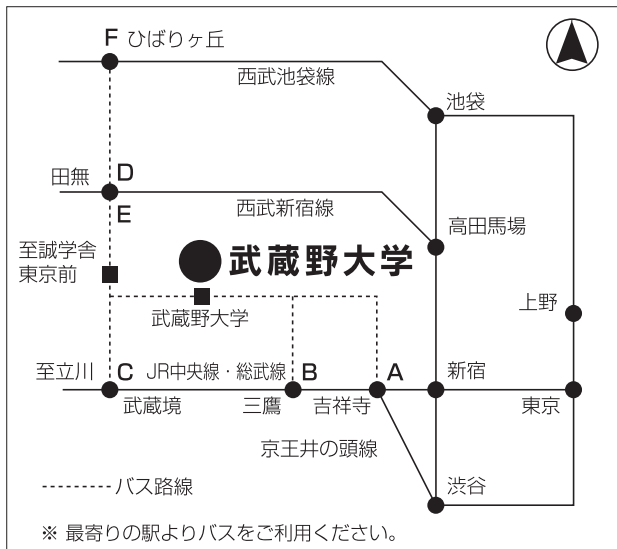 F ひばりヶ丘
西武池袋線
池袋
D
田無
E
西武新宿線
高田馬場
至誠学舎
東京前
武蔵野大学
武蔵野大学
上野
至立川
C
JR中央線・総武線
B
A
新宿
武蔵境
三鷹
吉祥寺
東京
京王井の頭線
バス路線
渋谷
※ 最寄りの駅よりバスをご利用ください。